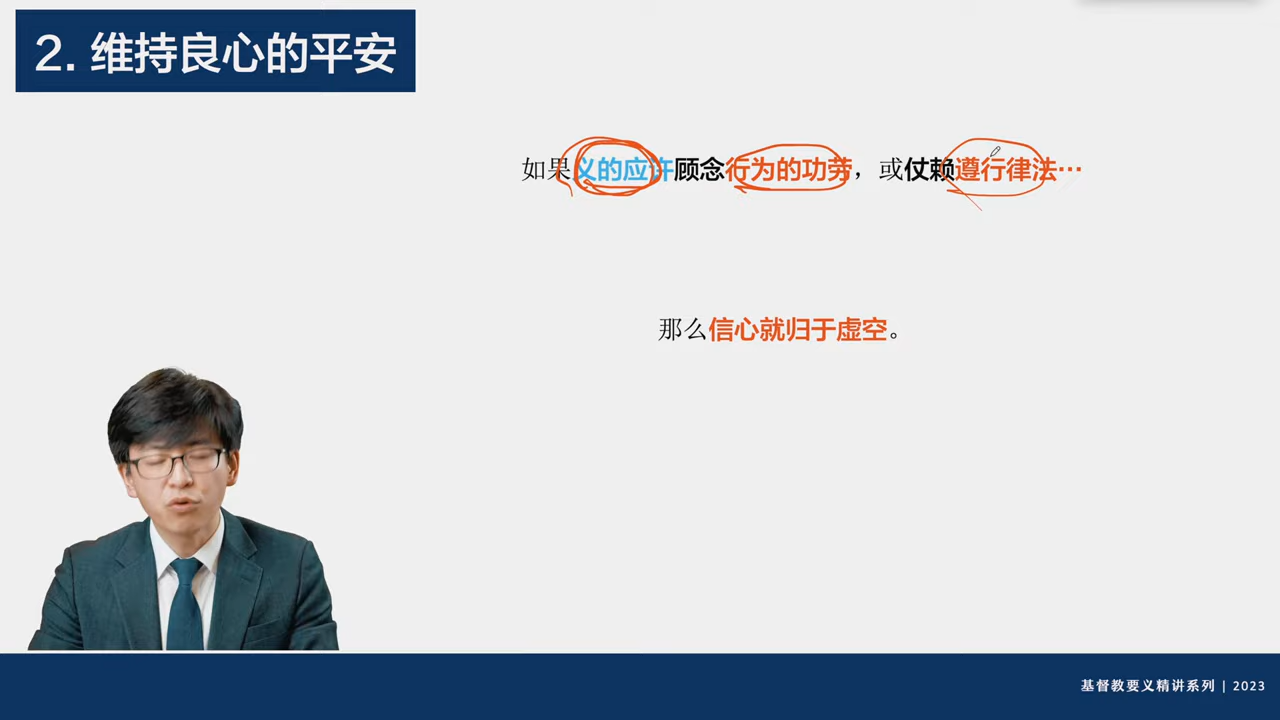 2. 维持良心的平安
如果义的应许顾念行为的功劳，或仗赖遵行律法…
那么信心就归于虚空。
基督教要义精讲系列 | 2023